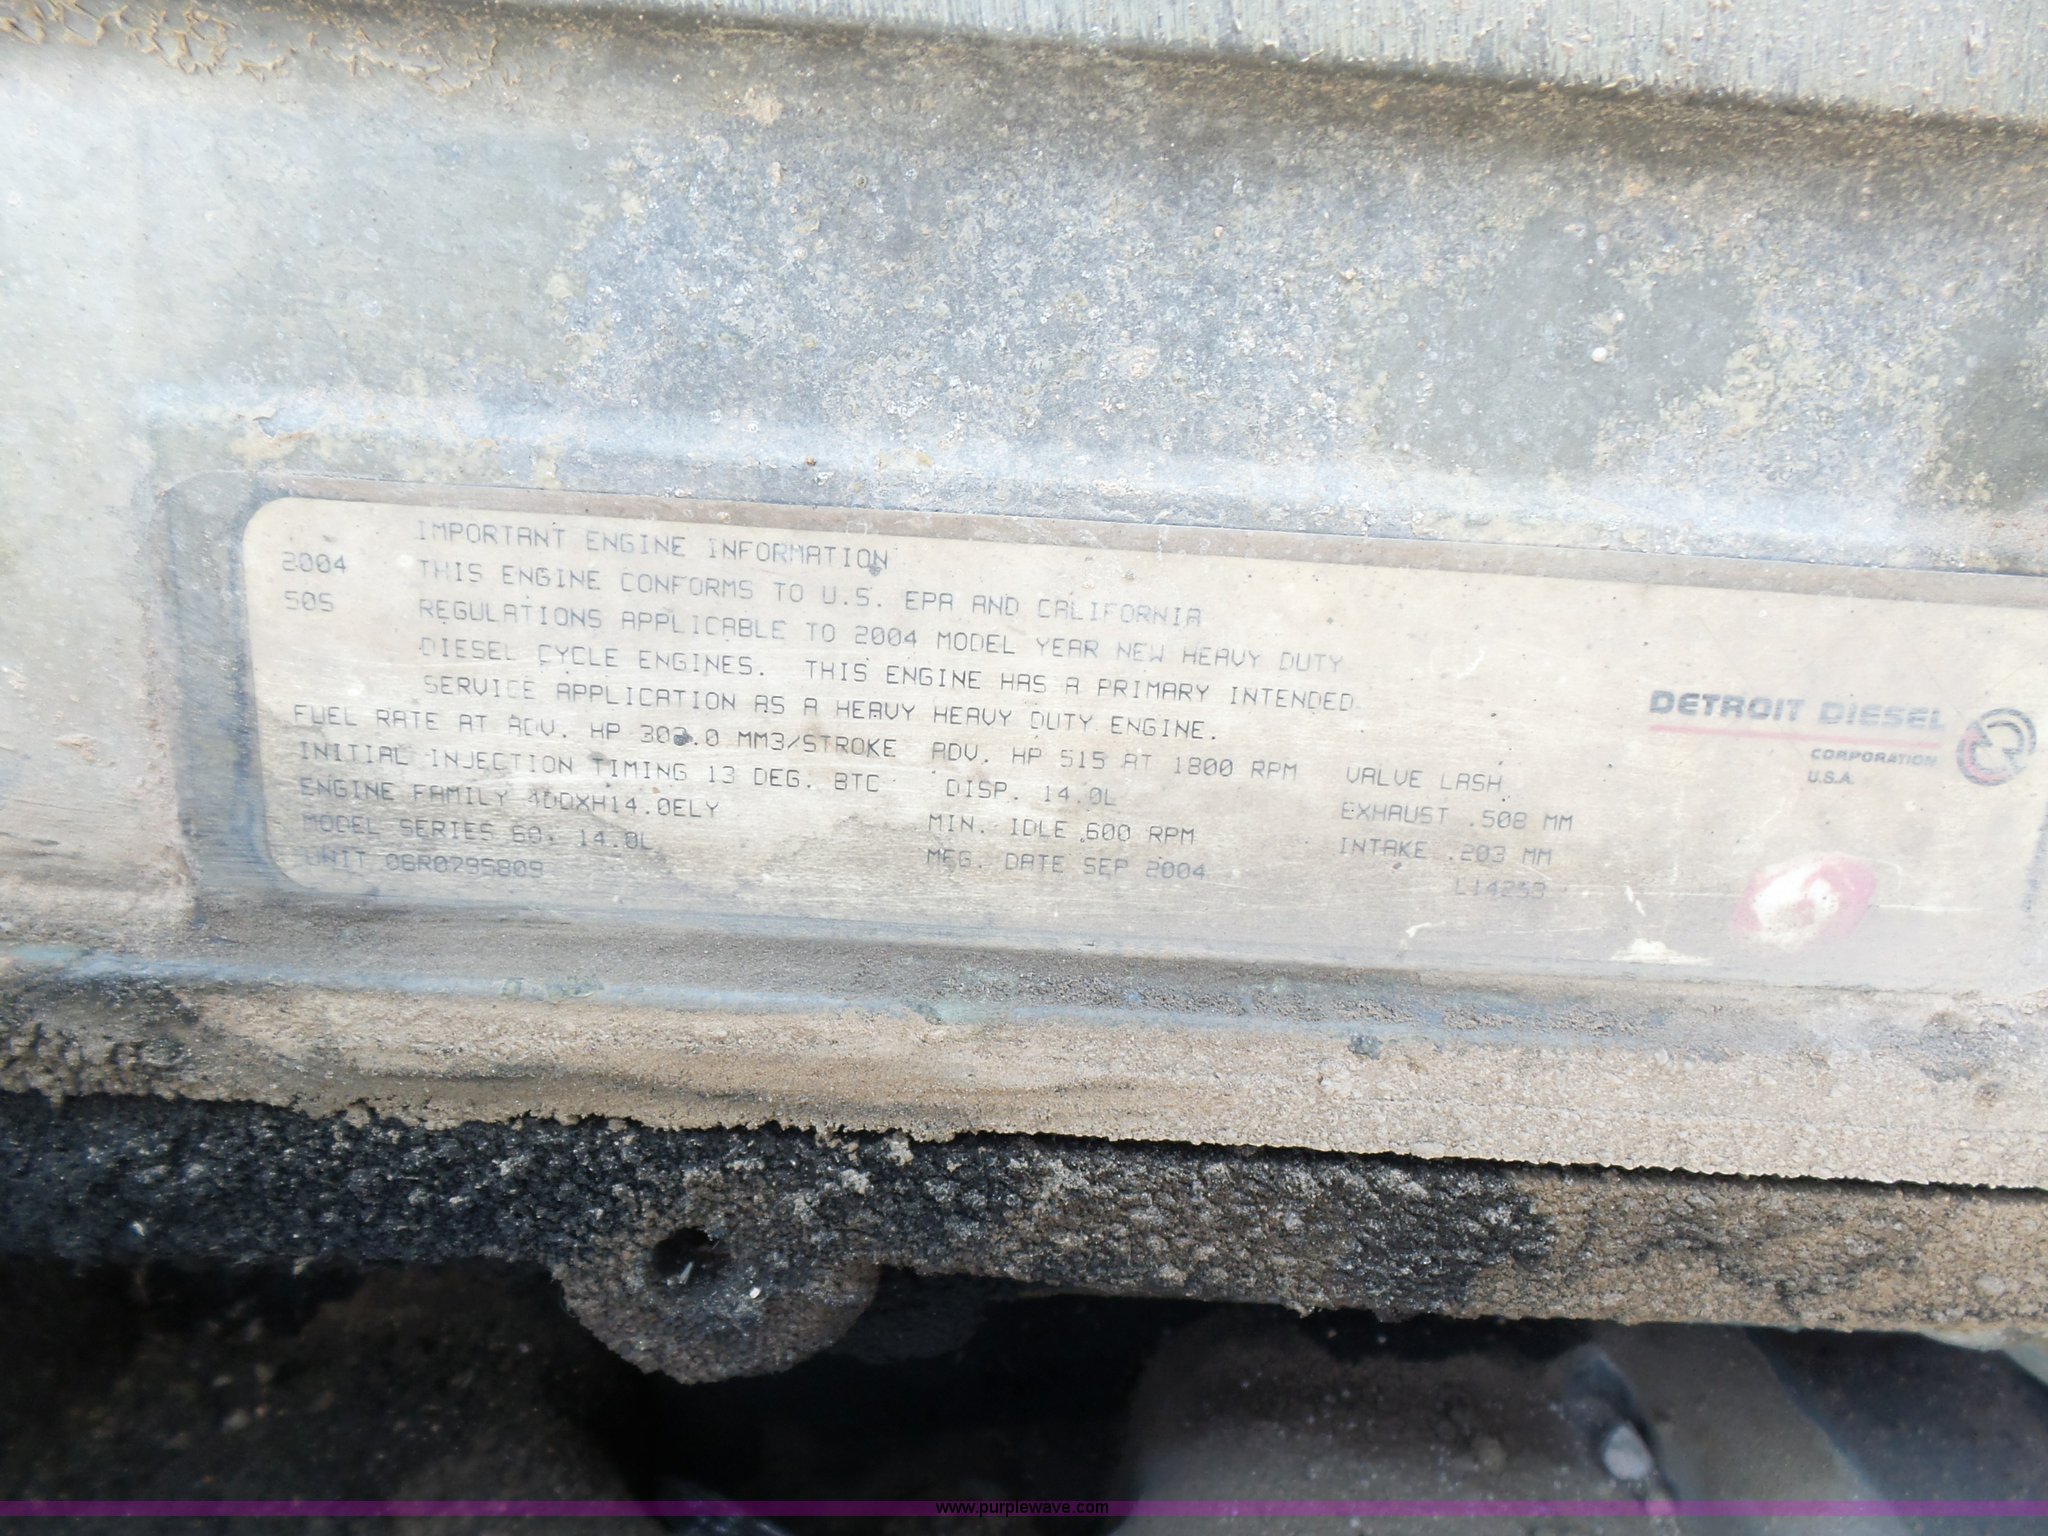 IMPORTANT ENGINE INFORMATION
2004 THIS ENGINE CONFORMS TO U.S. EPA AND CALIFORNIA
505 REGULATIONS APPLICABLE TO 2004 MODEL YEAR NEW HEAVY DUTY
DIESEL CYCLE ENGINES. THIS ENGINE HAS A PRIMARY INTENDED
SERVICE APPLICATION AS A HEAVY HEAVY DUTY ENGINE.
FUEL RATE AT ADV. HP MM3/STROKE ADV. HP 515 AT 1800 RPM
INITIAL INJECTION TIMING 13 DEG. BTC DISP. 14.0L VALVE LASH
ENGINE FAMILY 4DDXH14.0ELY MIN. IDLE 600 RPM EXHAUST .508 MM
MODEL SERIES 60, 14.0L MFG. DATE SEP 2004 INTAKE .203 MM
UNIT 06R0795809 L14253
DETROIT DIESEL
CORPORATION
U.S.A.
www.purplewave.com